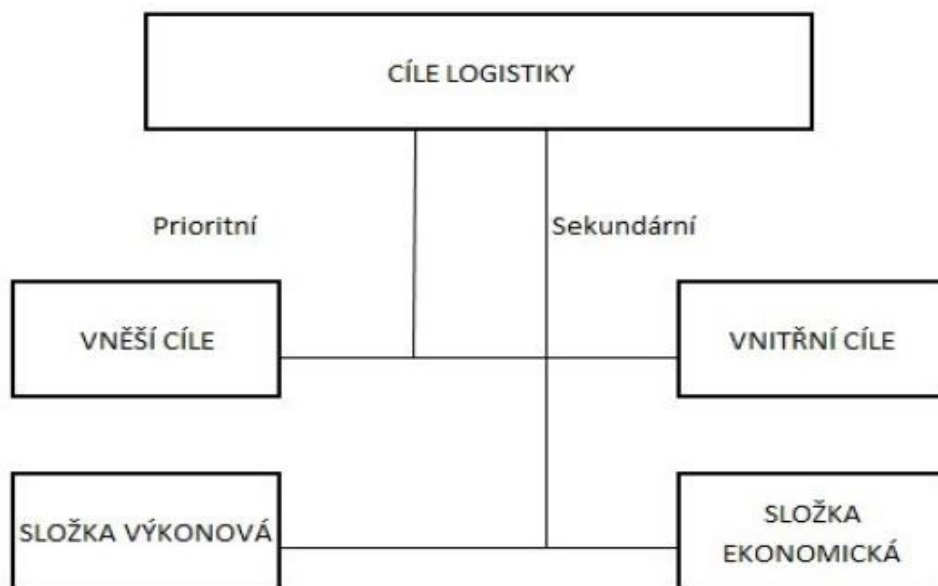 CÍLE LOGISTIKY
Prioritní
Sekundární
VNĚŠÍ CÍLE
VNITŘNÍ CÍLE
SLOŽKA VÝKONOVÁ
SLOŽKA
EKONOMICKÁ